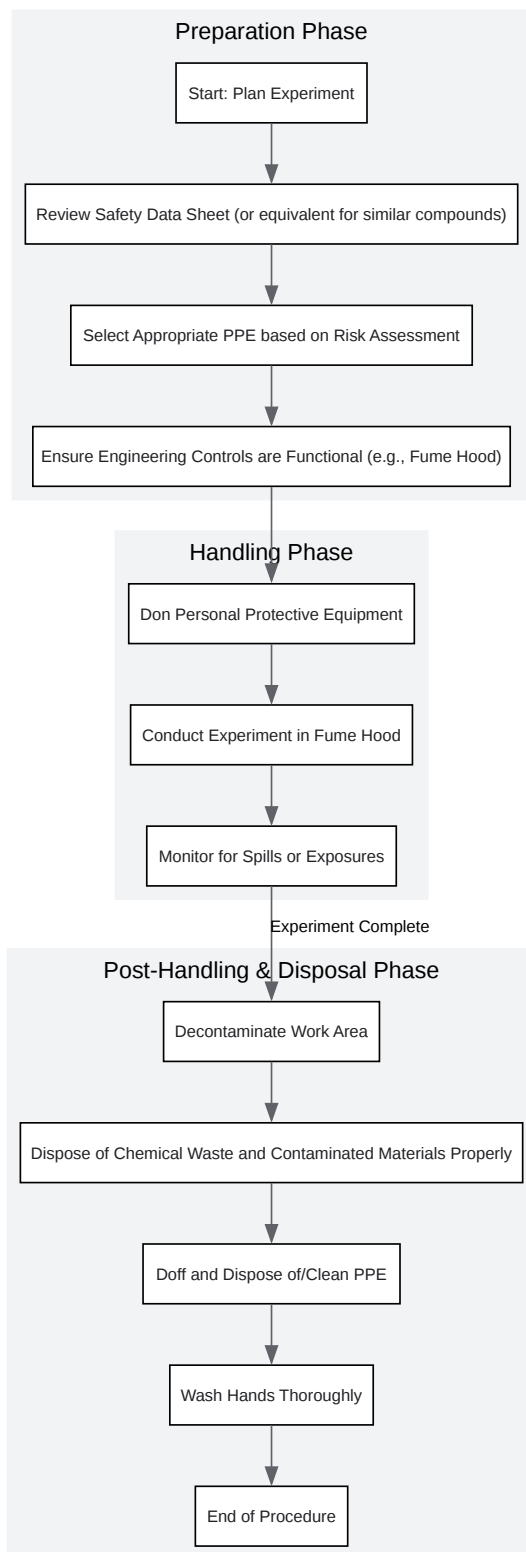 Preparation Phase
Start: Plan Experiment
Review Safety Data Sheet (or equivalent for similar compounds)
Select Appropriate PPE based on Risk Assessment
Ensure Engineering Controls are Functional (e.g., Fume Hood)
Handling Phase
Don Personal Protective Equipment
Conduct Experiment in Fume Hood
Monitor for Spills or Exposures
Experiment Complete
Post-Handling & Disposal Phase
Decontaminate Work Area
Dispose of Chemical Waste and Contaminated Materials Properly
Doff and Dispose of/Clean PPE
Wash Hands Thoroughly
End of Procedure